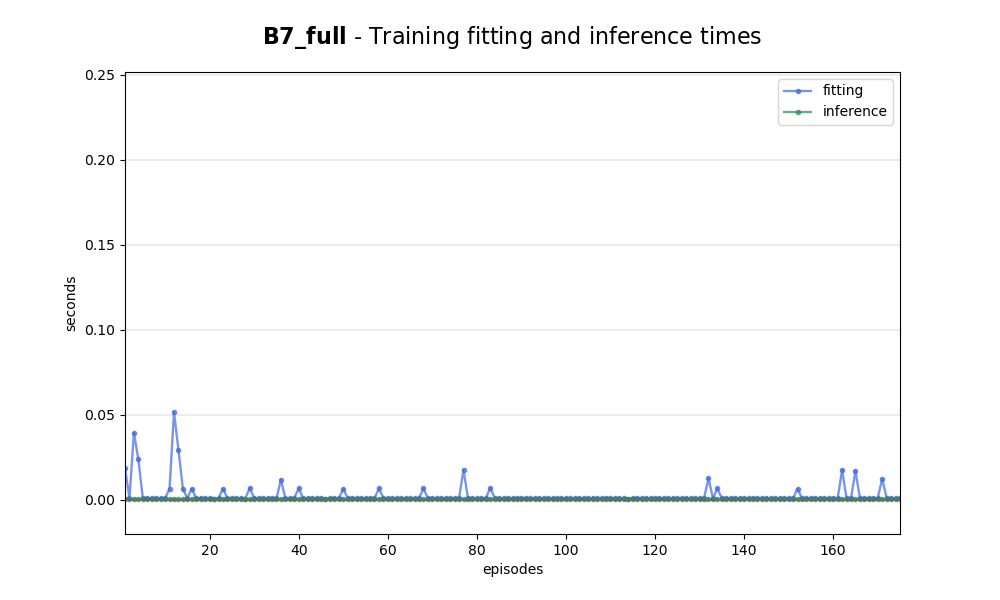 B7_full - Training fitting and inference times
0.25
0.20
0.15
0.10
0.05
0.00
seconds
fitting
inference
20
40
60
80
100
120
140
160
episodes